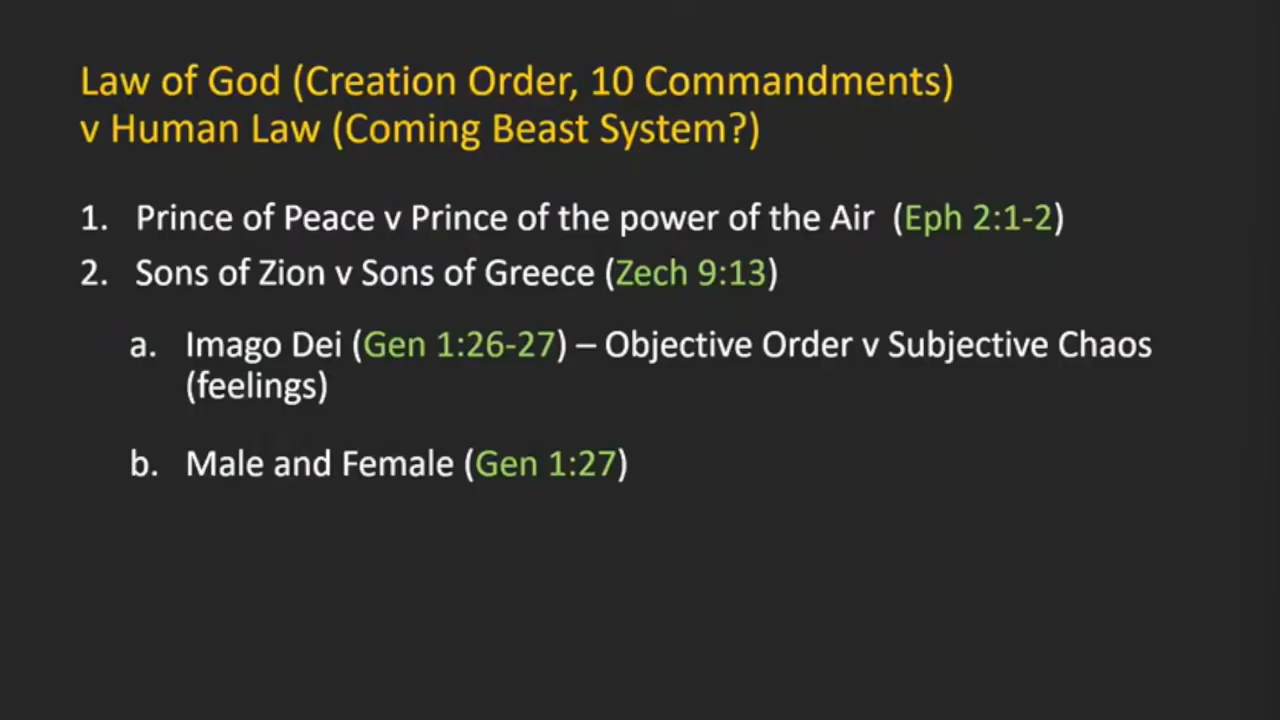 Law of God (Creation Order, 10 Commandments)
v Human Law (Coming Beast System?)
1. Prince of Peace v Prince of the power of the Air (Eph 2:1-2)
2. Sons of Zion v Sons of Greece (Zech 9:13)
a. Imago Dei (Gen 1:26-27) – Objective Order v Subjective Chaos
(feelings)
b. Male and Female (Gen 1:27)